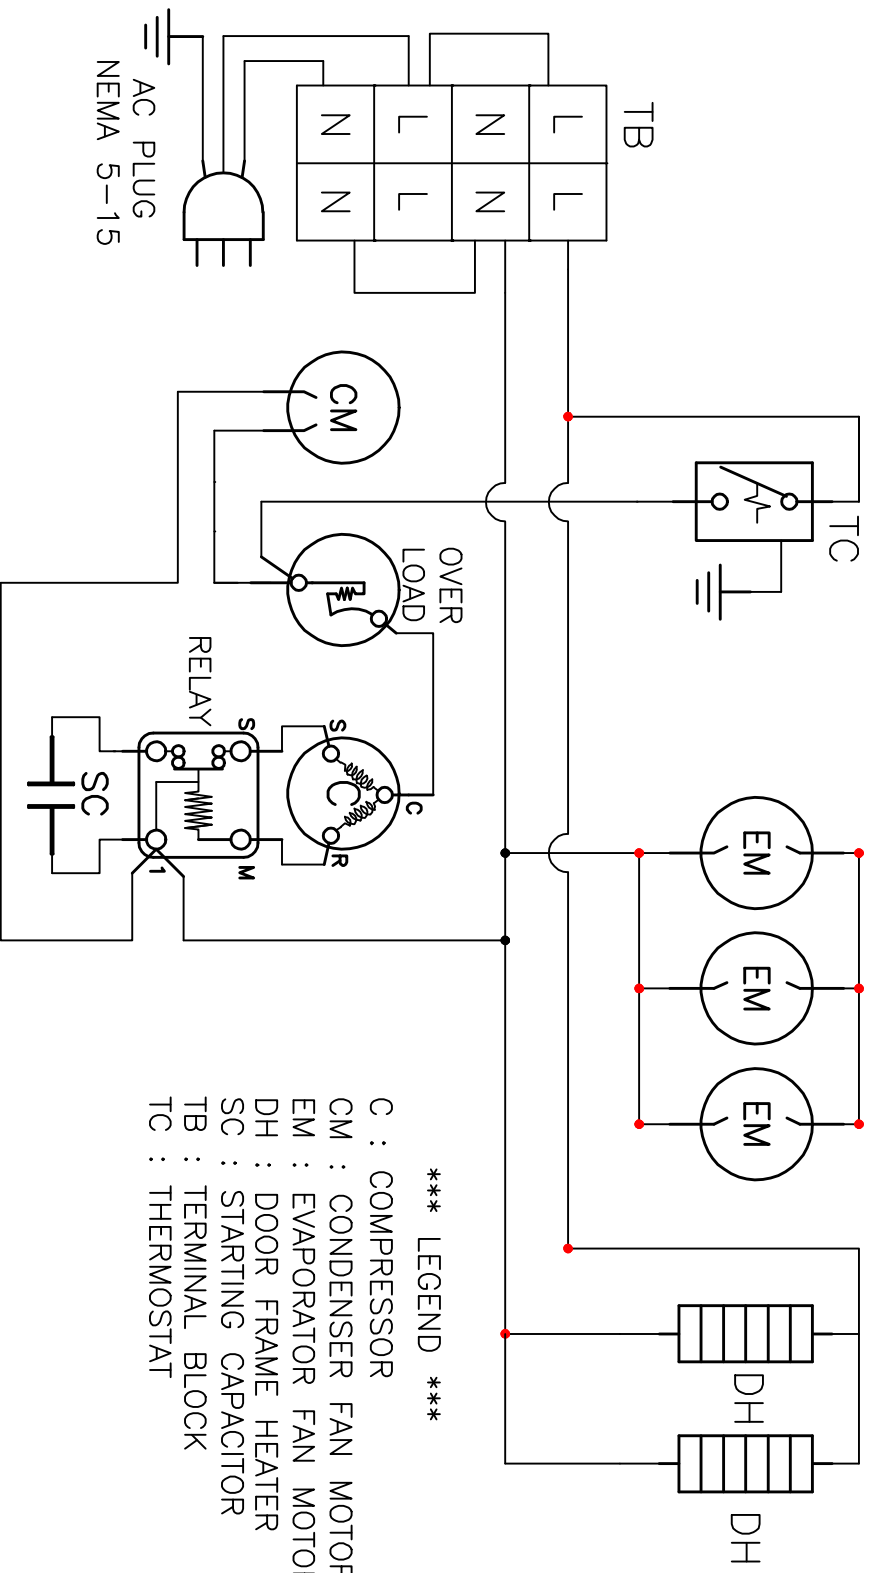 TB
L L
N N
L L
N N
AC PLUG
NEMA 5-15
TC
CM
OVER
LOAD
RELAY
S
M
1
SC
S
C
R
C
EM
EM
EM
DH
DH
*** LEGEND ***
C : COMPRESSOR
CM : CONDENSER FAN MOTOR
EM : EVAPORATOR FAN MOTOR
DH : DOOR FRAME HEATER
SC : STARTING CAPACITOR
TB : TERMINAL BLOCK
TC : THERMOSTAT